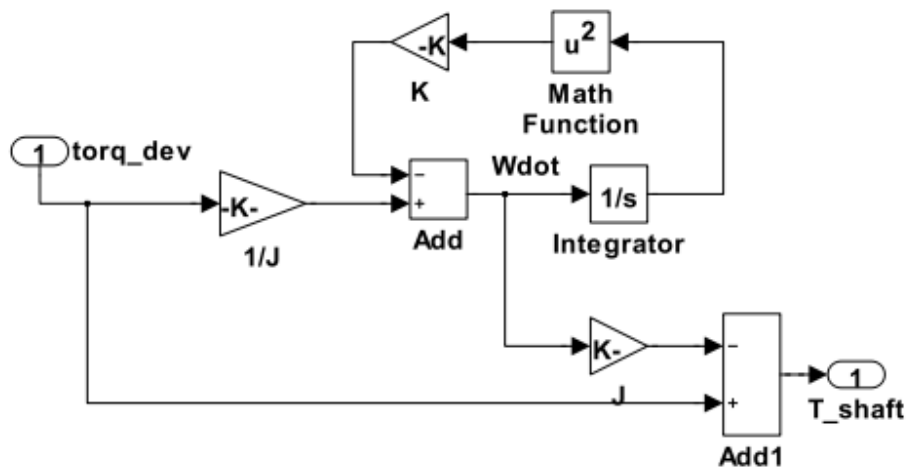 -K
K
u2
Math
Function
1
torq_dev
-K-
1/J
−
+
Add
Wdot
1/s
Integrator
K-
J
−
+
Add1
1
T_shaft